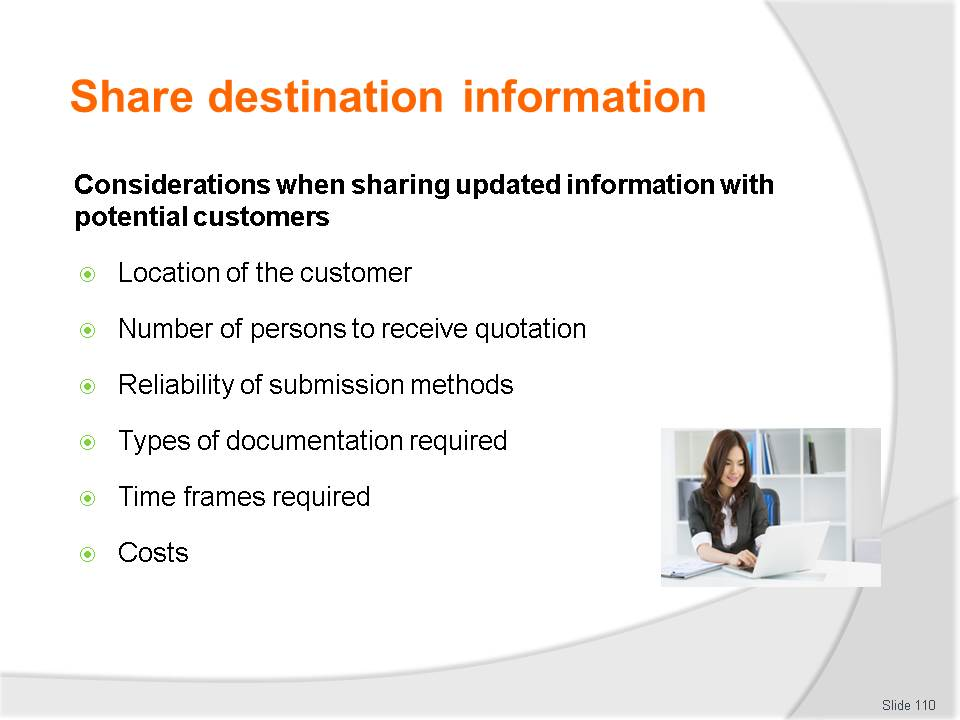 Share destination information
Considerations when sharing updated information with
potential customers
Location of the customer
Number of persons to receive quotation
Reliability of submission methods
Types of documentation required
Time frames required
Costs
Slide 110